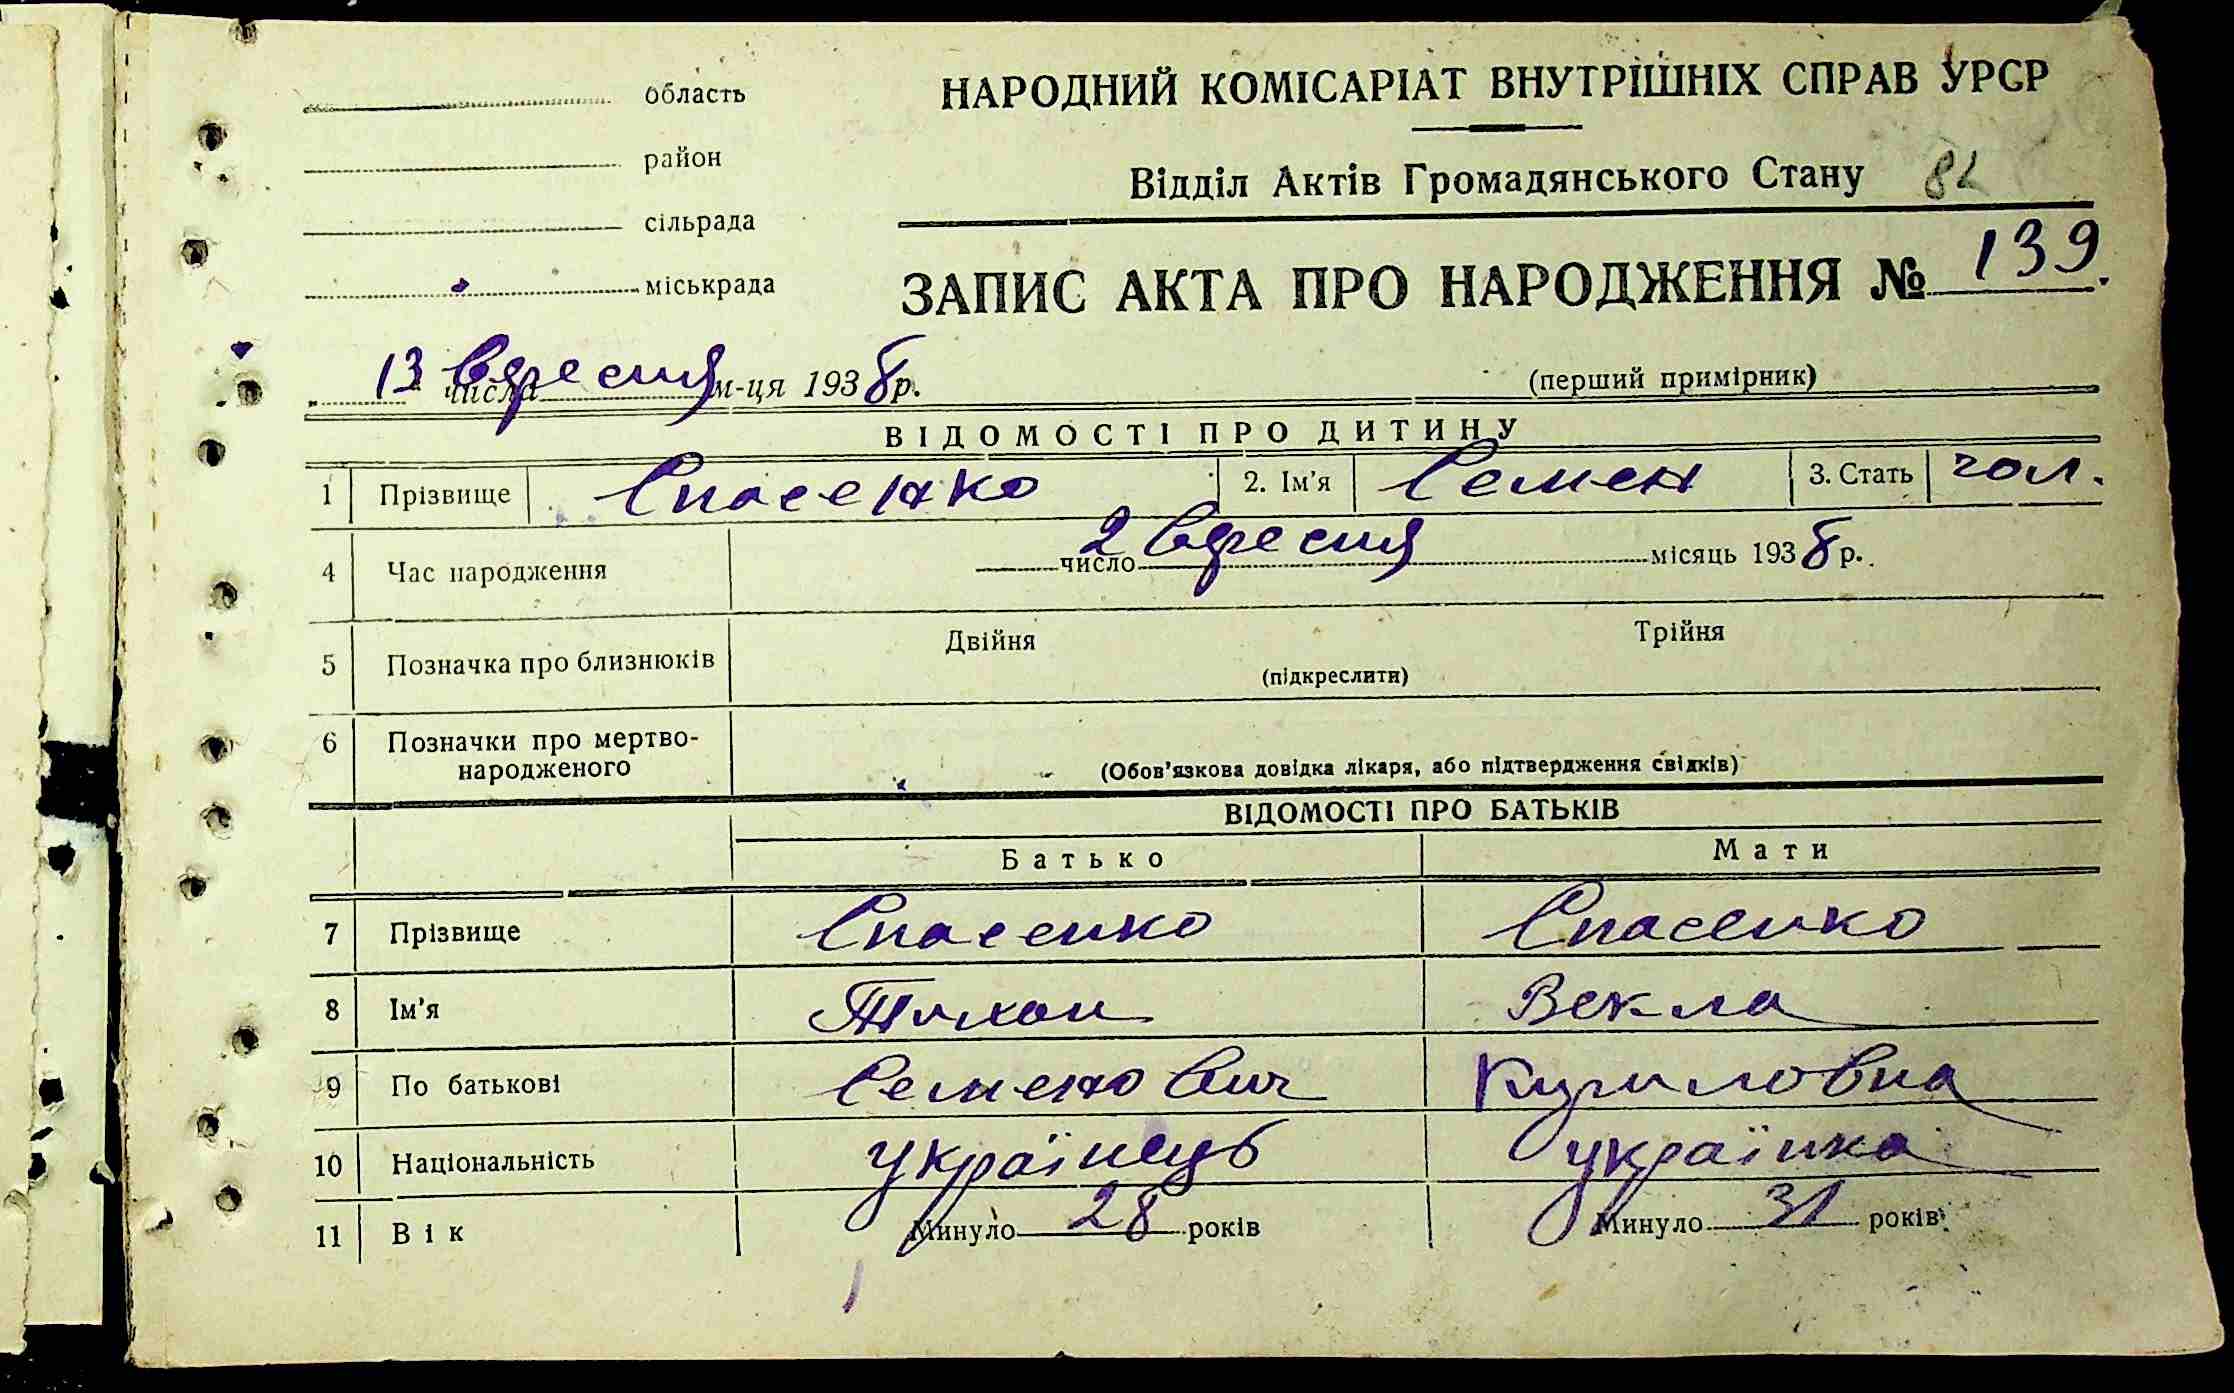 область
район
сільрада
міськрада
НАРОДНИЙ КОМІСАРІАТ ВНУТРІШНІХ СПРАВ УРСР
Відділ Актів Громадянського Стану 82
ЗАПИС АКТА ПРО НАРОДЖЕННЯ № 139.
„ 13 " числа вересня м-ця 1938 р.
(перший примірник)
ВІДОМОСТІ ПРО ДИТИНУ
1 Прізвище Спасенко 2. Ім'я Семен 3. Стать чол.
4 Час народження 2 число вересня місяць 1938 р.
5 Позначка про близнюків Двійня Трійня
(підкреслити)
6 Позначки про мертво-
народженого (Обов'язкова довідка лікаря, або підтвердження свідків)
ВІДОМОСТІ ПРО БАТЬКІВ
Батько Мати
7 Прізвище Спасенко Спасенко
8 Ім'я Тихон Векла
9 По батькові Семенович Кириловна
10 Національність українець українка
11 Вік Минуло 28 років Минуло 31 років